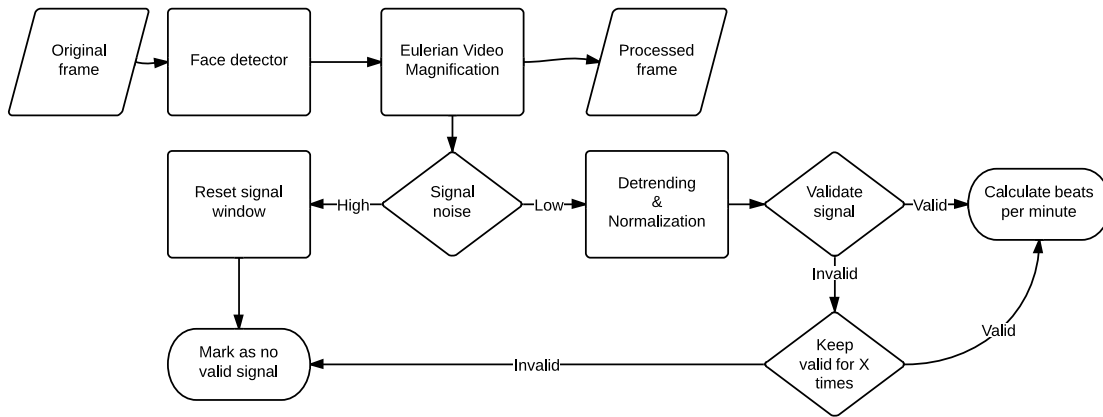 Original
frame
Face detector
Eulerian Video
Magnification
Processed
frame
Reset signal
window
High
Signal
noise
Low
Detrending
&
Normalization
Validate
signal
Valid
Calculate beats
per minute
Invalid
Mark as no
valid signal
Invalid
Keep
valid for X
times
Valid